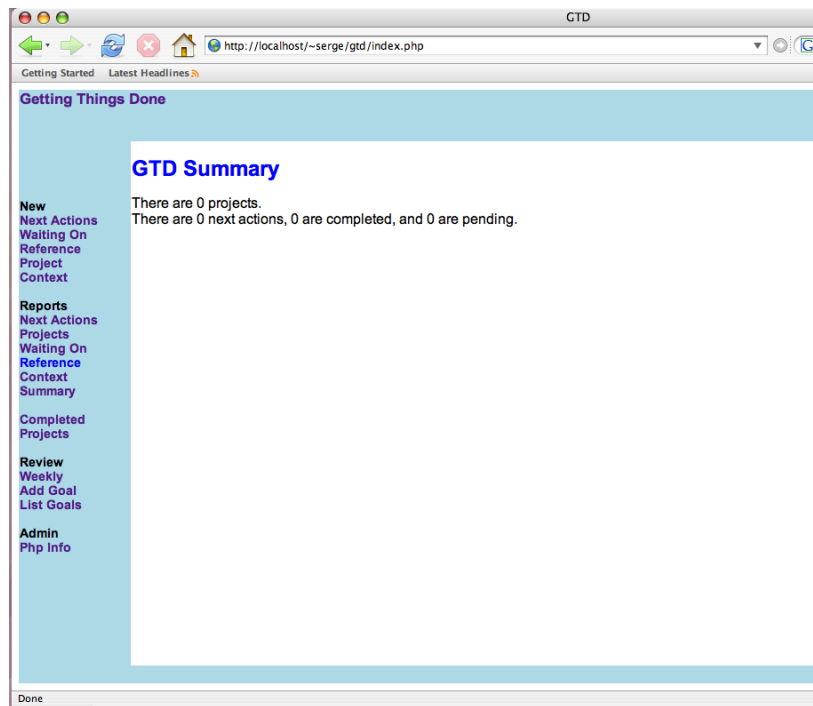 GTD
http://localhost/~serge/gtd/index.php
G
Getting Started Latest Headlines
Getting Things Done
GTD Summary
There are 0 projects.
There are 0 next actions, 0 are completed, and 0 are pending.
New
Next Actions
Waiting On
Reference
Project
Context
Reports
Next Actions
Projects
Waiting On
Reference
Context
Summary
Completed
Projects
Review
Weekly
Add Goal
List Goals
Admin
Php Info
Done